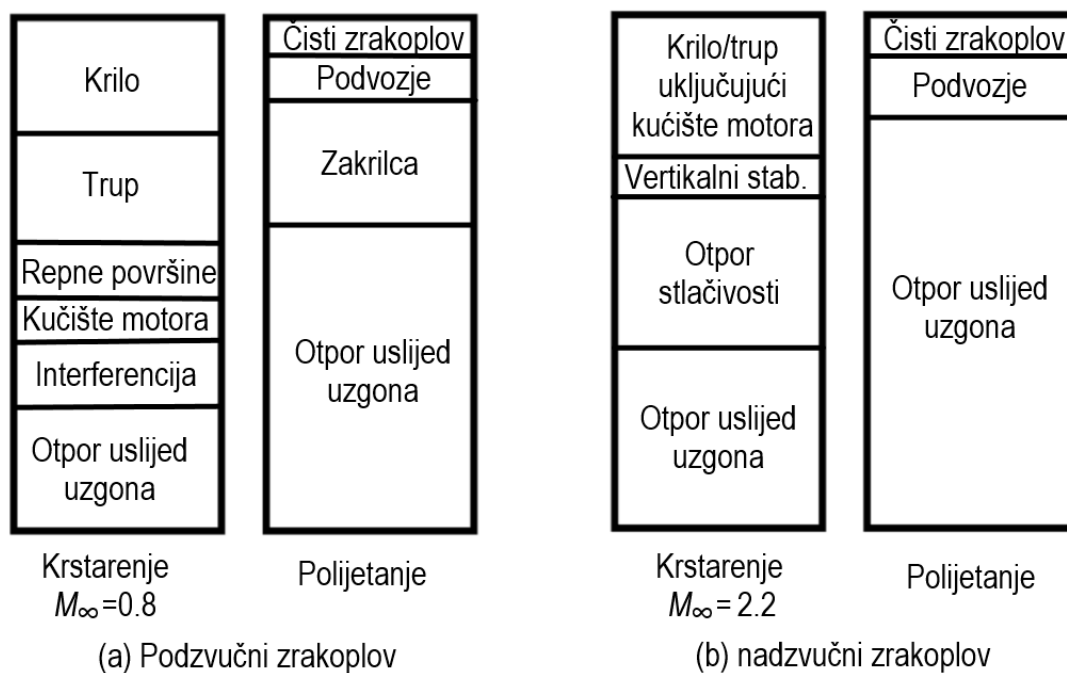 Krilo
Trup
Repne površine
Kučište motora
Interferencija
Otpor uslijed
uzgona
Krstarenje
M∞=0.8
Čisti zrakoplov
Podvozje
Zakrilca
Otpor uslijed
uzgona
Polijetanje
(a) Podzvučni zrakoplov
Krilo/trup
uključujući
kućište motora
Vertikalni stab.
Otpor
stlačivosti
Otpor uslijed
uzgona
Krstarenje
M∞=2.2
Čisti zrakoplov
Podvozje
Otpor uslijed
uzgona
Polijetanje
(b) nadzvučni zrakoplov